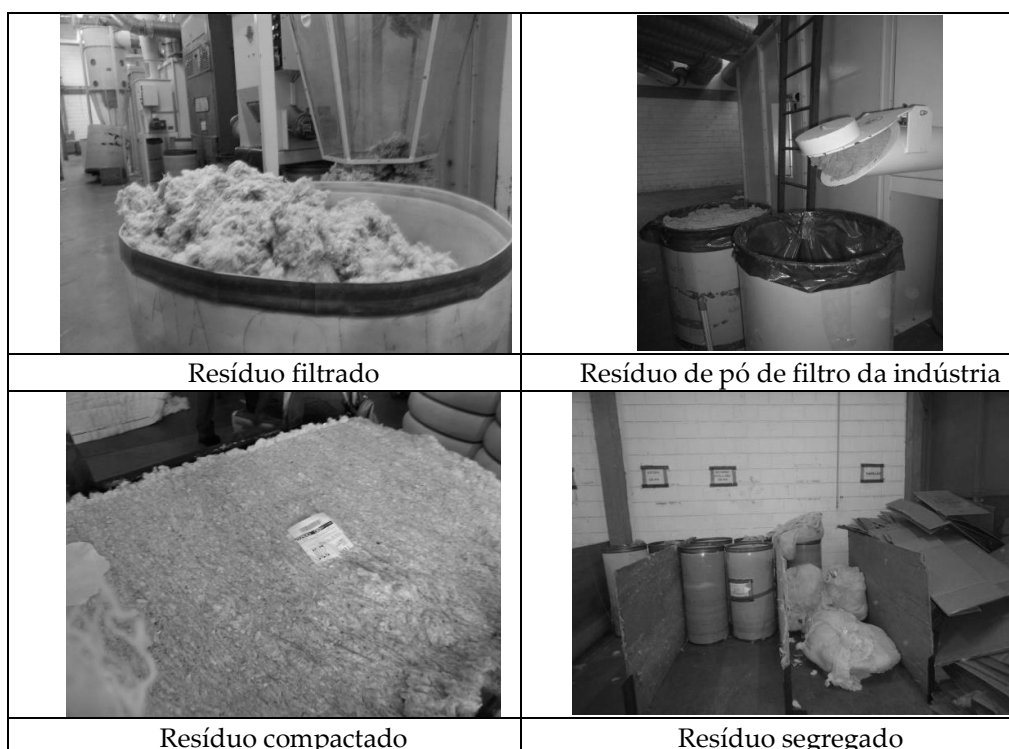 Resíduo filtrado
Resíduo de pó de filtro da indústria
Resíduo compactado
Resíduo segregado